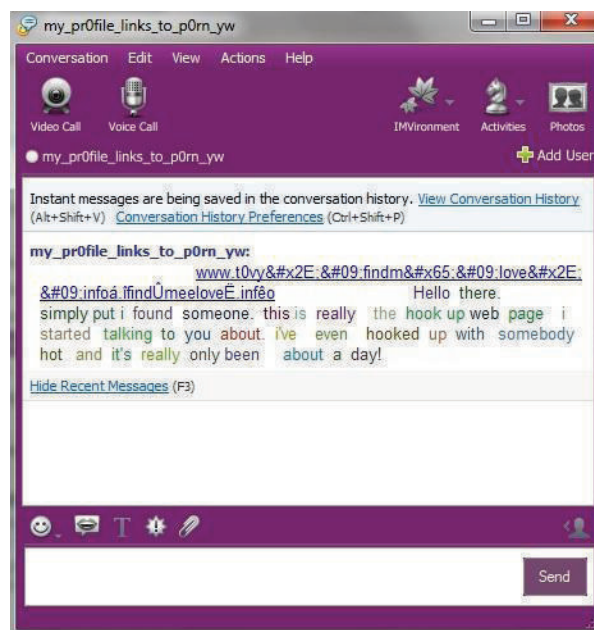 my_pr0file_links_to_p0rn_yw
Conversation Edit View Actions Help
Video Call Voice Call IMVironment Activities Photos
my_pr0file_links_to_p0rn_yw Add User
Instant messages are being saved in the conversation history. View Conversation History
(Alt+Shift+V) Conversation History Preferences (Ctrl+Shift+P)
my_pr0file_links_to_p0rn_yw:
www.t0vy&#x2E;&#09;findm&#x65;&#09;love&#x2E;
&#09;infoá.îfindÛmeeloveË.infêo Hello there.
simply put i found someone. this is really the hook up web page i
started talking to you about. i've even hooked up with somebody
hot and it's really only been about a day!
Hide Recent Messages (F3)
T
Send